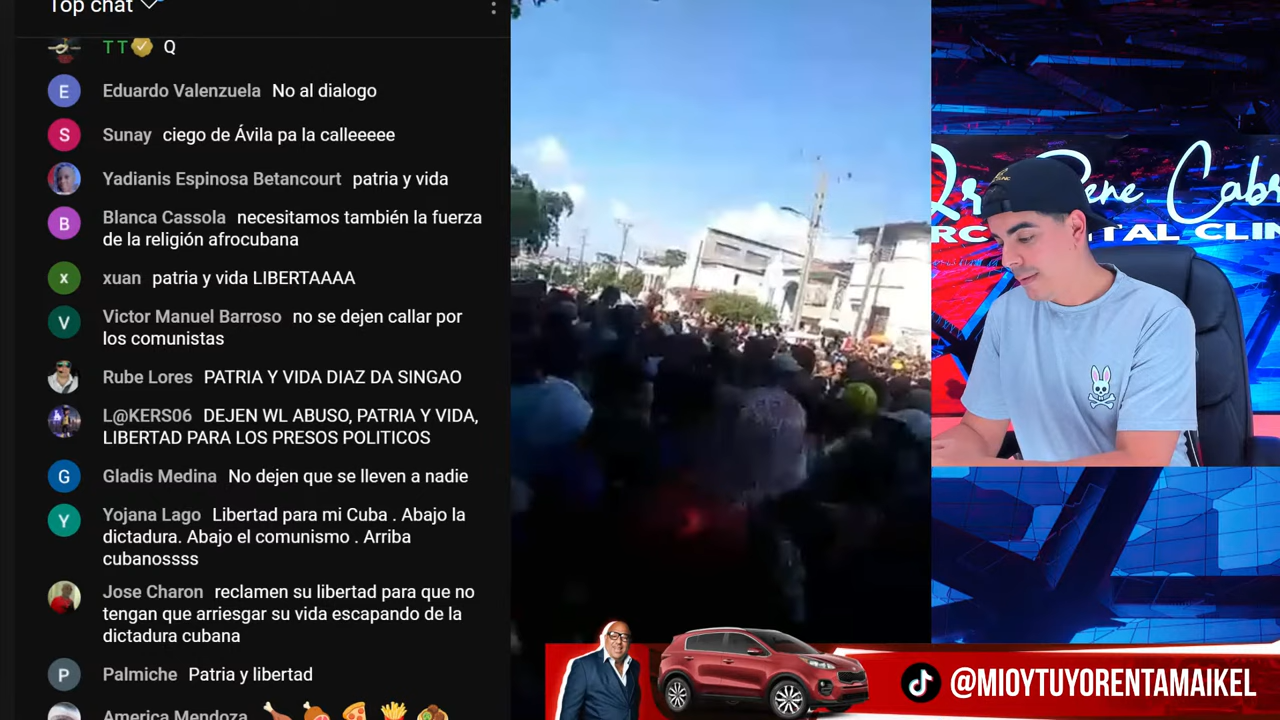 Top chat
T T Q
Eduardo Valenzuela No al dialogo
Sunay ciego de Ávila pa la calleeeee
Yadianis Espinosa Betancourt patria y vida
Blanca Cassola necesitamos también la fuerza
de la religión afrocubana
xuan patria y vida LIBERTAAAA
Victor Manuel Barroso no se dejen callar por
los comunistas
Rube Lores PATRIA Y VIDA DIAZ DA SINGAO
L@KERS06 DEJEN WL ABUSO, PATRIA Y VIDA,
LIBERTAD PARA LOS PRESOS POLITICOS
Gladis Medina No dejen que se lleven a nadie
Yojana Lago Libertad para mi Cuba . Abajo la
dictadura. Abajo el comunismo . Arriba
cubanossss
Jose Charon reclamen su libertad para que no
tengan que arriesgar su vida escapando de la
dictadura cubana
Palmiche Patria y libertad
America Mendoza
E
S
B
x
V
G
Y
P
@MIOYTUYORENTAMAIKEL